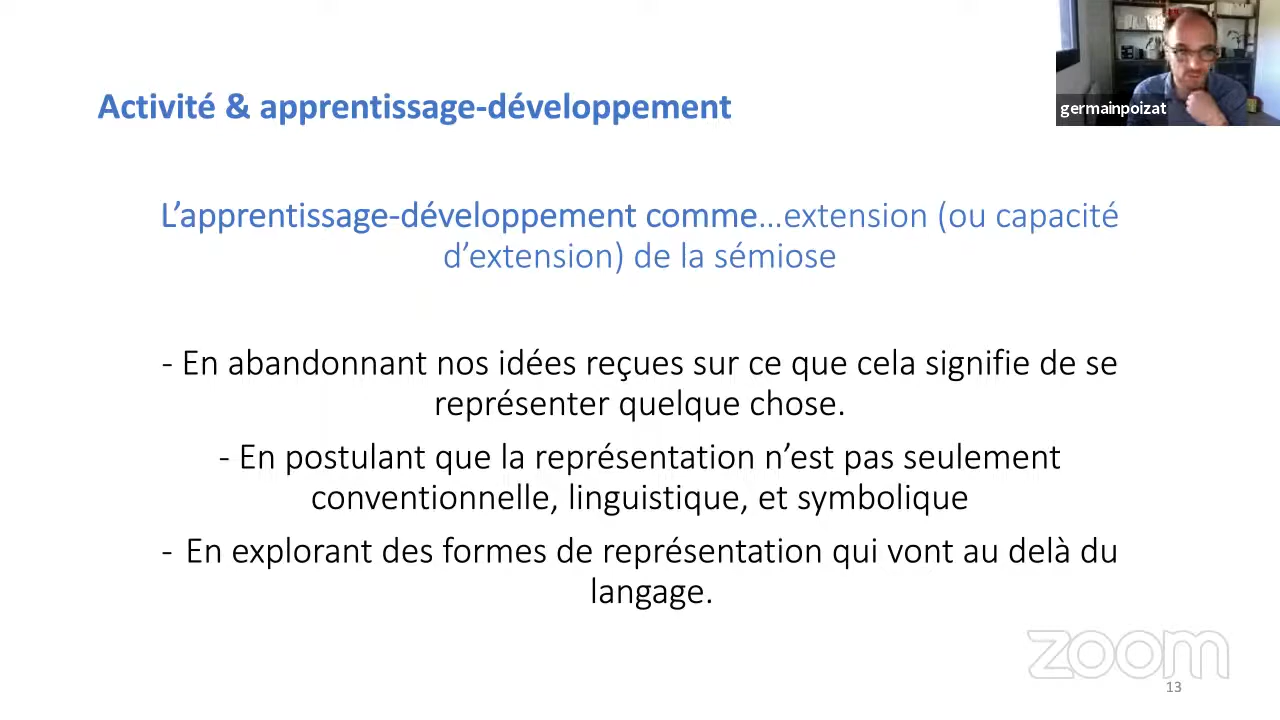 germainpoizat
Activité & apprentissage-développement
L’apprentissage-développement comme…extension (ou capacité
d’extension) de la sémiose
- En abandonnant nos idées reçues sur ce que cela signifie de se
représenter quelque chose.
- En postulant que la représentation n’est pas seulement
conventionnelle, linguistique, et symbolique
- En explorant des formes de représentation qui vont au delà du
langage.
zoom
13